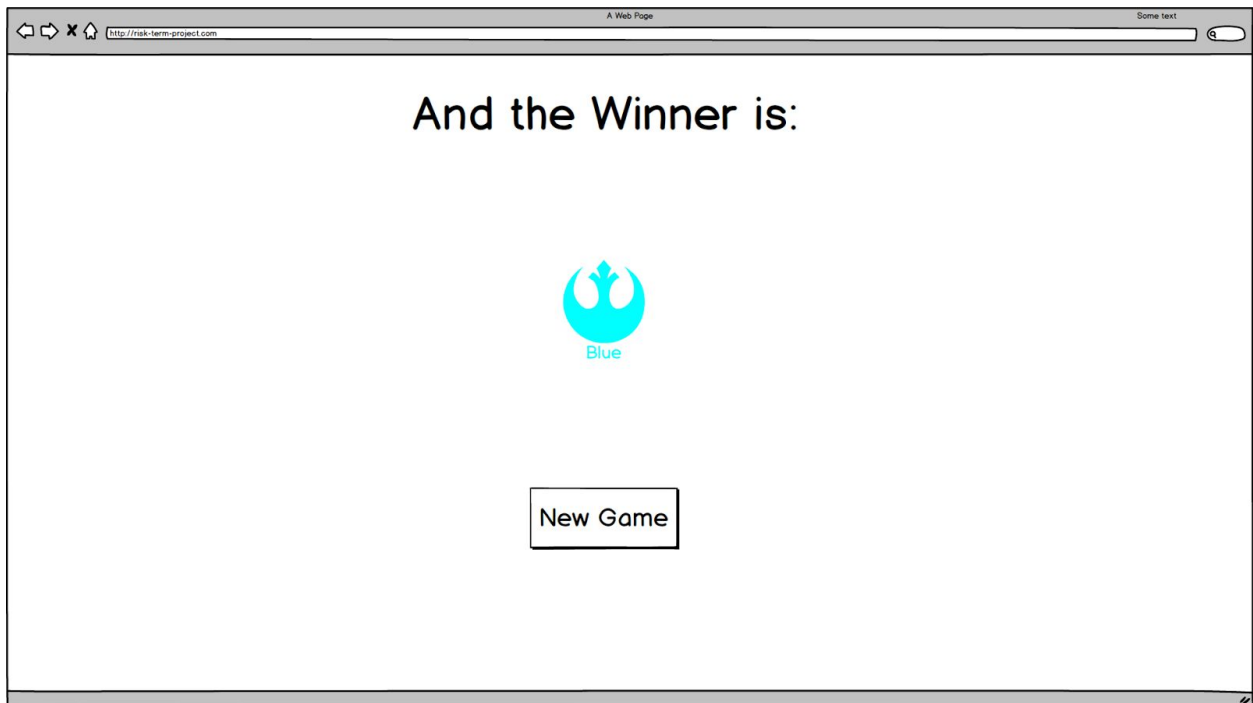 A Web Page
Some text
http://risk-term-project.com
And the Winner is:
Blue
New Game